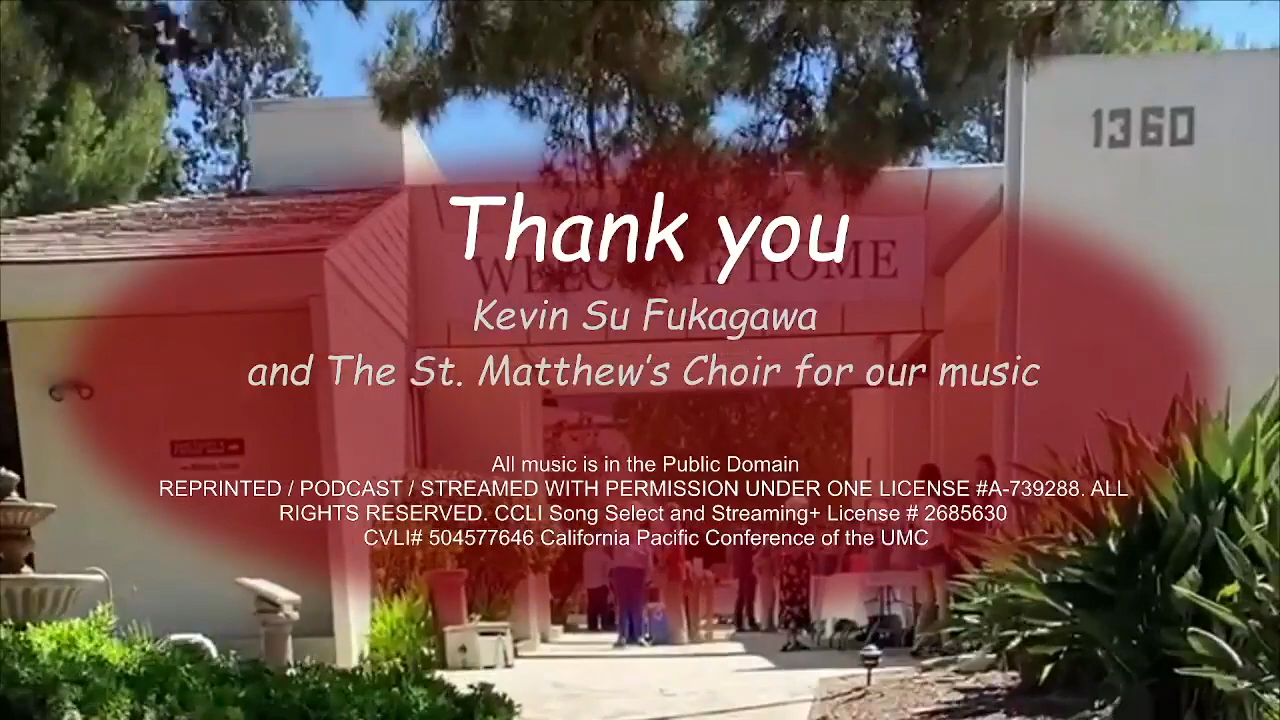 1360
Thank you
WELCOME HOME
Kevin Su Fukagawa
and The St. Matthew's Choir for our music
All music is in the Public Domain
REPRINTED / PODCAST / STREAMED WITH PERMISSION UNDER ONE LICENSE #A-739288. ALL
RIGHTS RESERVED. CCLI Song Select and Streaming+ License # 2685630
CVLI# 504577646 California Pacific Conference of the UMC